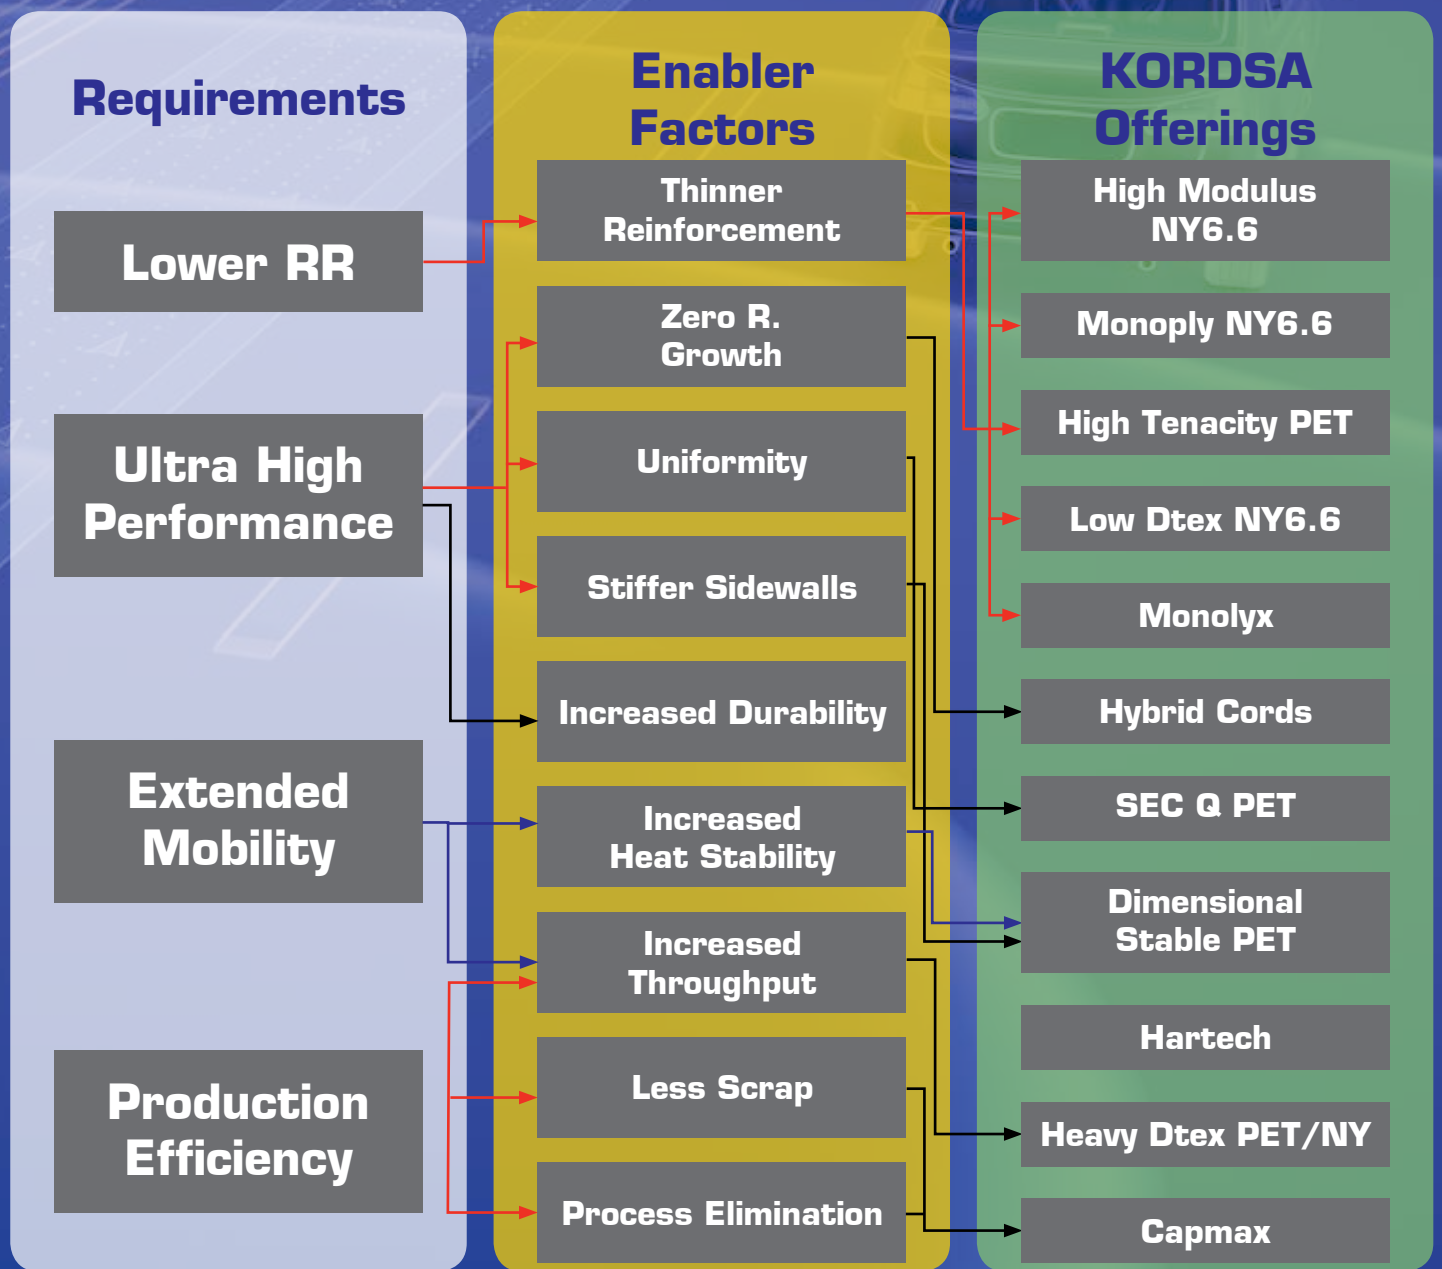 Requirements
Lower RR
Ultra High
Performance
Extended
Mobility
Production
Efficiency
Enabler
Factors
Thinner
Reinforcement
Zero R.
Growth
Uniformity
Stiffer Sidewalls
Increased Durability
Increased
Heat Stability
Increased
Throughput
Less Scrap
Process Elimination
KORDSA
Offerings
High Modulus
NY6.6
Monoply NY6.6
High Tenacity PET
Low Dtex NY6.6
Monolyx
Hybrid Cords
SEC Q PET
Dimensional
Stable PET
Hartech
Heavy Dtex PET/NY
Capmax